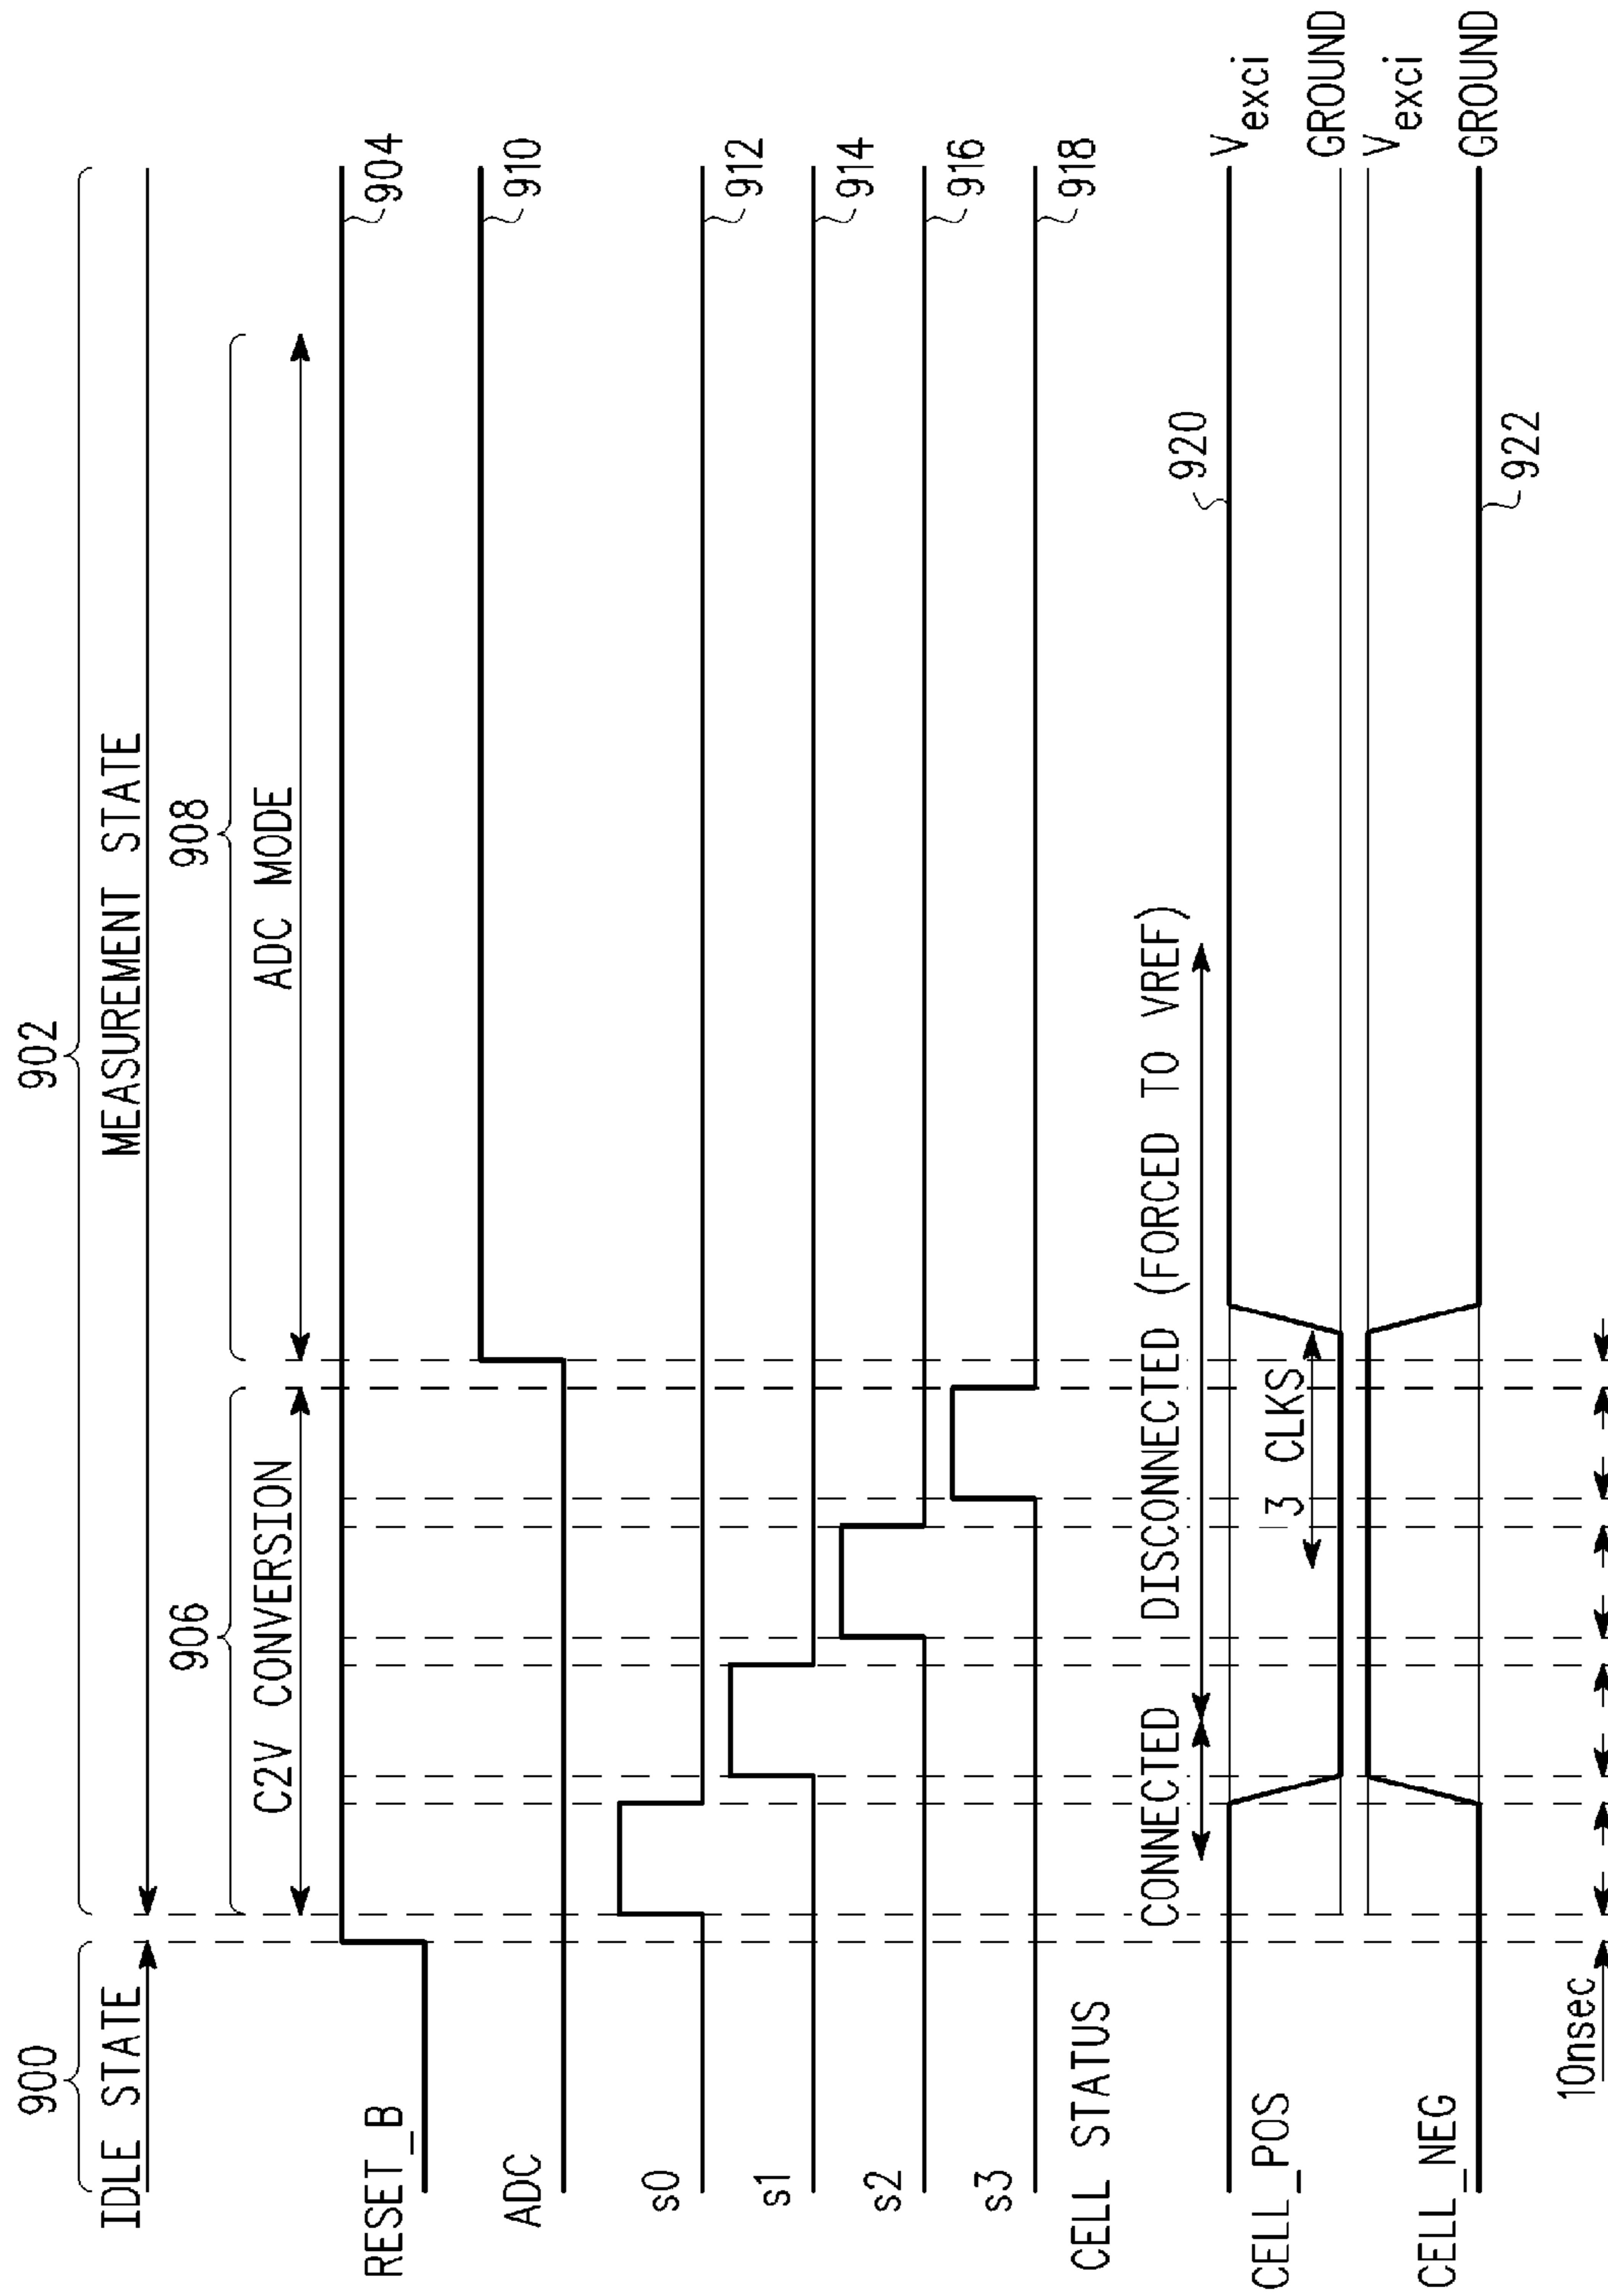 900
902
IDLE STATE
MEASUREMENT STATE
906
908
C2V CONVERSION
ADC MODE
RESET_B
904
ADC
910
s0
912
s1
914
s2
916
s3
918
CELL STATUS
CONNECTED
DISCONNECTED (FORCED TO VREF)
920
Vexci
CELL_POS
3 CLKS
GROUND
Vexci
CELL_NEG
GROUND
922
10nsec